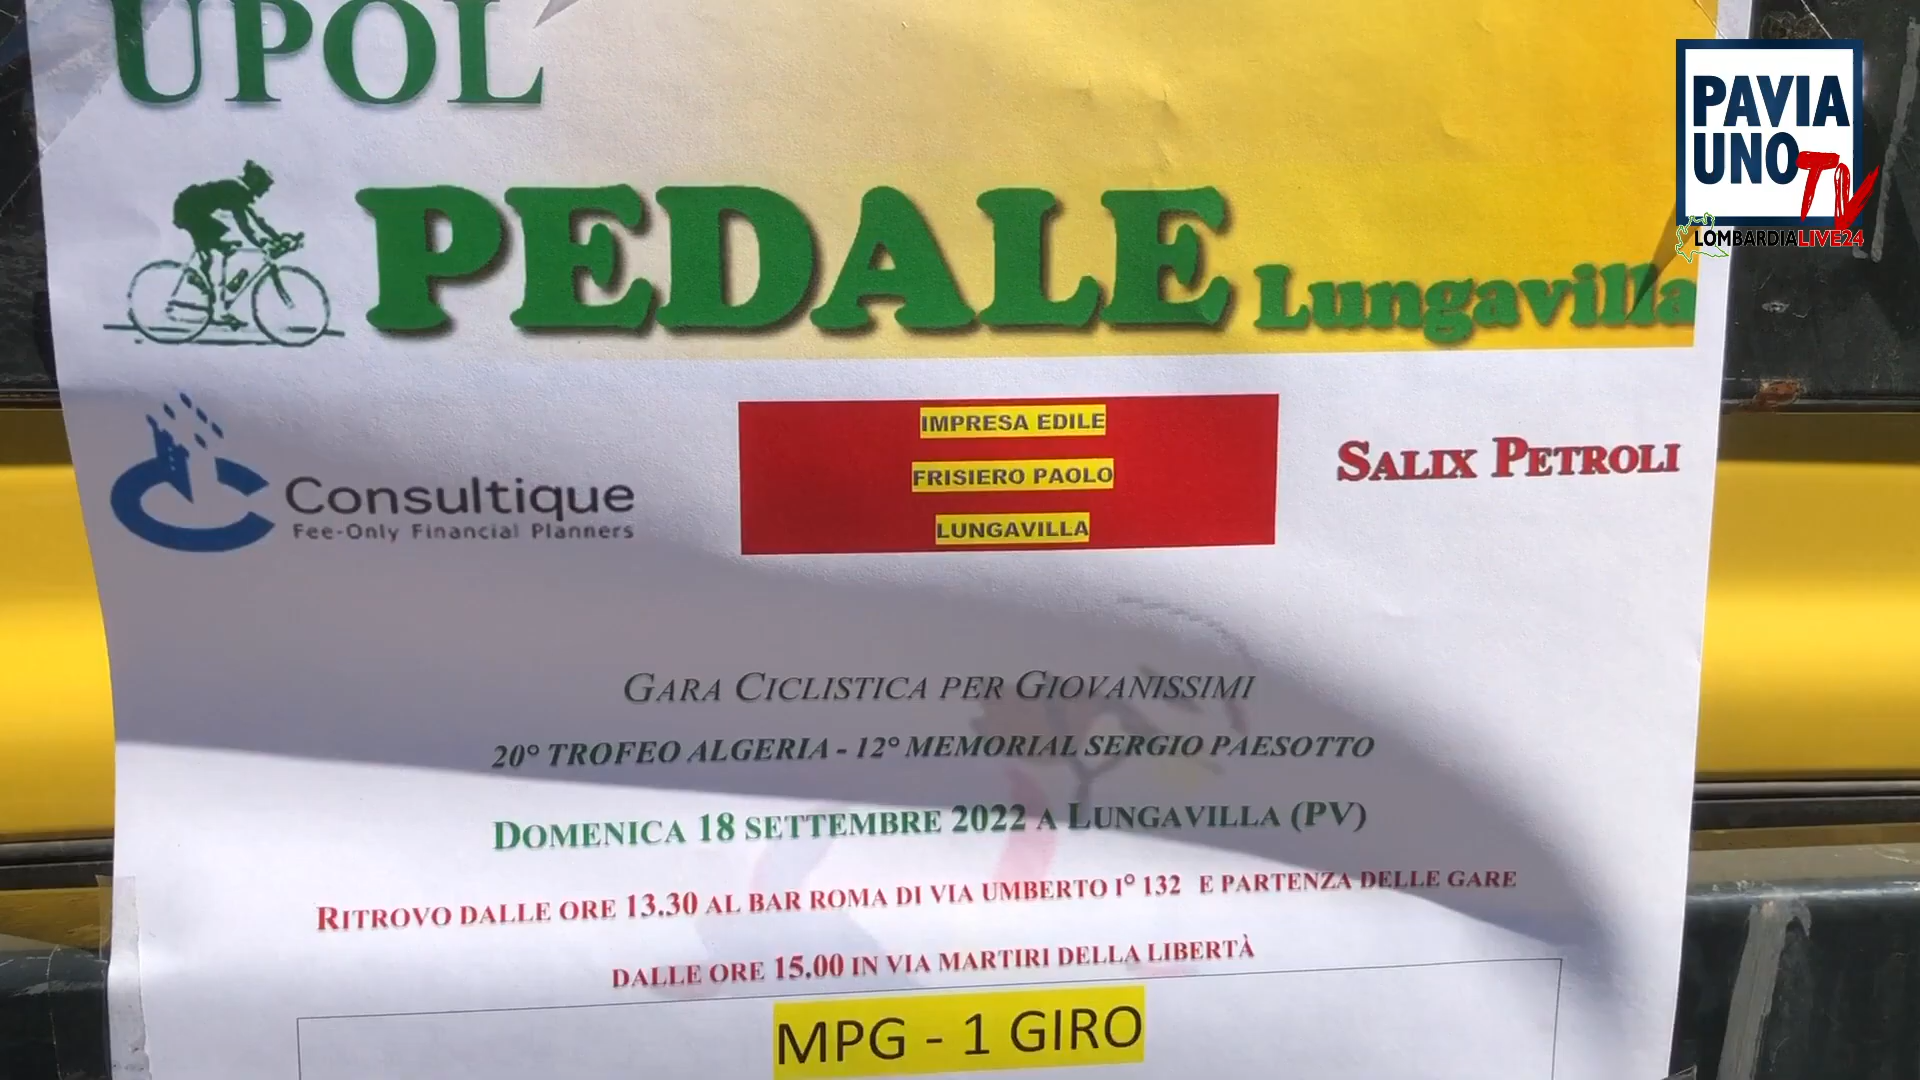 UPOL
PAVIA
UNO TV
LOMBARDIALIVE24
PEDALE Lungavilla
IMPRESA EDILE
FRISIERO PAOLO
LUNGAVILLA
SALIX PETROLI
Consultique
Fee-Only Financial Planners
GARA CICLISTICA PER GIOVANISSIMI
20° TROFEO ALGERIA - 12° MEMORIAL SERGIO PAESOTTO
DOMENICA 18 SETTEMBRE 2022 A LUNGAVILLA (PV)
RITROVO DALLE ORE 13.30 AL BAR ROMA DI VIA UMBERTO I° 132 E PARTENZA DELLE GARE
DALLE ORE 15.00 IN VIA MARTIRI DELLA LIBERTÀ
MPG - 1 GIRO